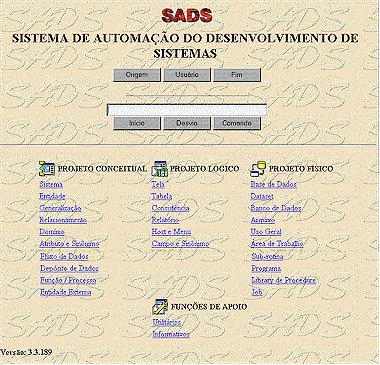 SADS
SISTEMA DE AUTOMAÇÃO DO DESENVOLVIMENTO DE
SISTEMAS
Origem Usuário Fim
Início Desvio Comando
PROJETO CONCEITUAL
Sistema
Entidade
Generalização
Relacionamento
Domínio
Atributo e Sinônimo
Fluxo de Dados
Depósito de Dados
Função / Processo
Entidade Externa
PROJETO LÓGICO
Tela
Tabela
Consistência
Relatório
Host e Menu
Campo e Sinônimo
PROJETO FÍSICO
Base de Dados
Dataset
Banco de Dados
Arquivo
Uso Geral
Área de Trabalho
Sub-rotina
Programa
Library of Procedure
Job
FUNÇÕES DE APOIO
Unitários
Informativos
Versão: 3.3.189